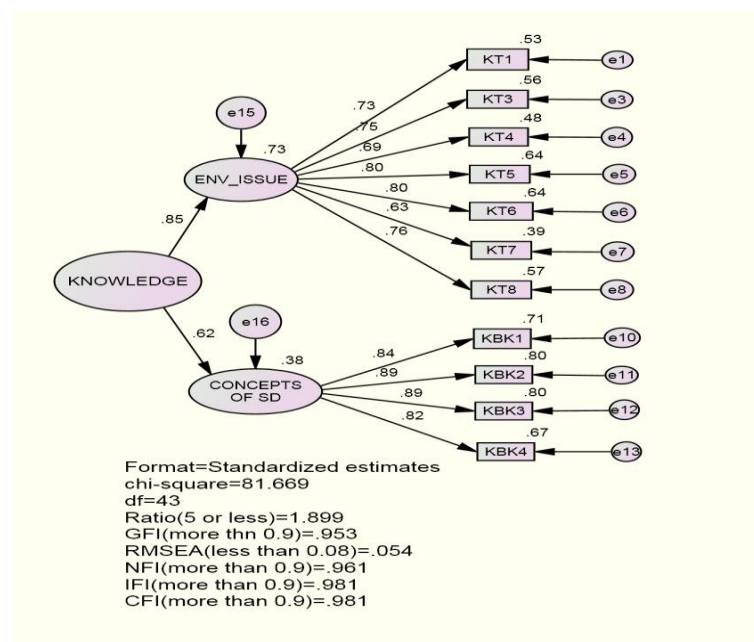 .53
KT1
e1
.56
.73
KT3
e3
e15
.75
.48
.73
.69
KT4
e4
.64
ENV_ISSUE
.80
KT5
e5
.64
.80
KT6
e6
.85
.63
.39
KT7
e7
.76
.57
KNOWLEDGE
KT8
e8
.71
e16
.62
KBK1
e10
.84
.80
.38
KBK2
e11
.89
.80
CONCEPTS
OF SD
.89
KBK3
e12
.82
.67
KBK4
e13
Format=Standardized estimates
chi-square=81.669
df=43
Ratio(5 or less)=1.899
GFI(more thn 0.9)=.953
RMSEA(less than 0.08)=.054
NFI(more than 0.9)=.961
IFI(more than 0.9)=.981
CFI(more than 0.9)=.981